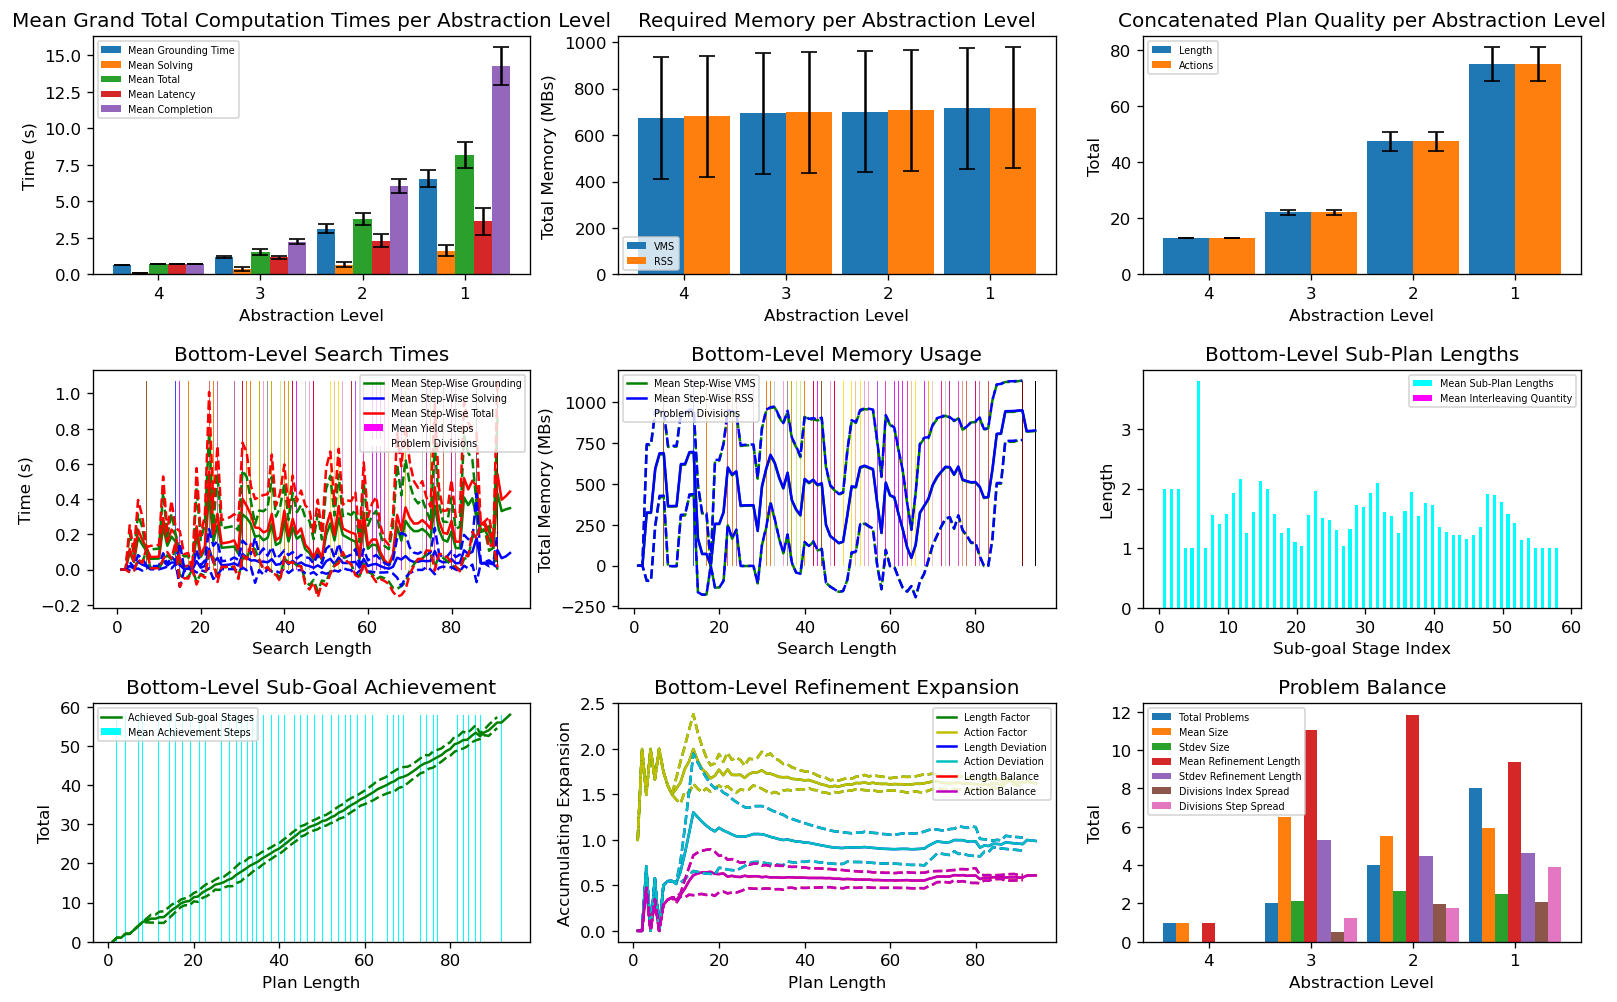 Mean Grand Total Computation Times per Abstraction Level
Time (s)
15.0
12.5
10.0
7.5
5.0
2.5
0.0
Mean Grounding Time
Mean Solving
Mean Total
Mean Latency
Mean Completion
4 3 2 1
Abstraction Level
Required Memory per Abstraction Level
Total Memory (MBs)
1000
800
600
400
200
0
VMS
RSS
4 3 2 1
Abstraction Level
Concatenated Plan Quality per Abstraction Level
Total
80
60
40
20
0
Length
Actions
4 3 2 1
Abstraction Level
Bottom-Level Search Times
Time (s)
1.0
0.8
0.6
0.4
0.2
0.0
−0.2
Mean Step-Wise Grounding
Mean Step-Wise Solving
Mean Step-Wise Total
Mean Yield Steps
Problem Divisions
0 20 40 60 80
Search Length
Bottom-Level Memory Usage
Total Memory (MBs)
1000
750
500
250
0
−250
Mean Step-Wise VMS
Mean Step-Wise RSS
Problem Divisions
0 20 40 60 80
Search Length
Bottom-Level Sub-Plan Lengths
Length
3
2
1
0
Mean Sub-Plan Lengths
Mean Interleaving Quantity
0 10 20 30 40 50 60
Sub-goal Stage Index
Bottom-Level Sub-Goal Achievement
Total
60
50
40
30
20
10
0
Achieved Sub-goal Stages
Mean Achievement Steps
0 20 40 60 80
Plan Length
Bottom-Level Refinement Expansion
Accumulating Expansion
2.5
2.0
1.5
1.0
0.5
0.0
Length Factor
Action Factor
Length Deviation
Action Deviation
Length Balance
Action Balance
0 20 40 60 80
Plan Length
Problem Balance
Total
12
10
8
6
4
2
0
Total Problems
Mean Size
Stdev Size
Mean Refinement Length
Stdev Refinement Length
Divisions Index Spread
Divisions Step Spread
4 3 2 1
Abstraction Level